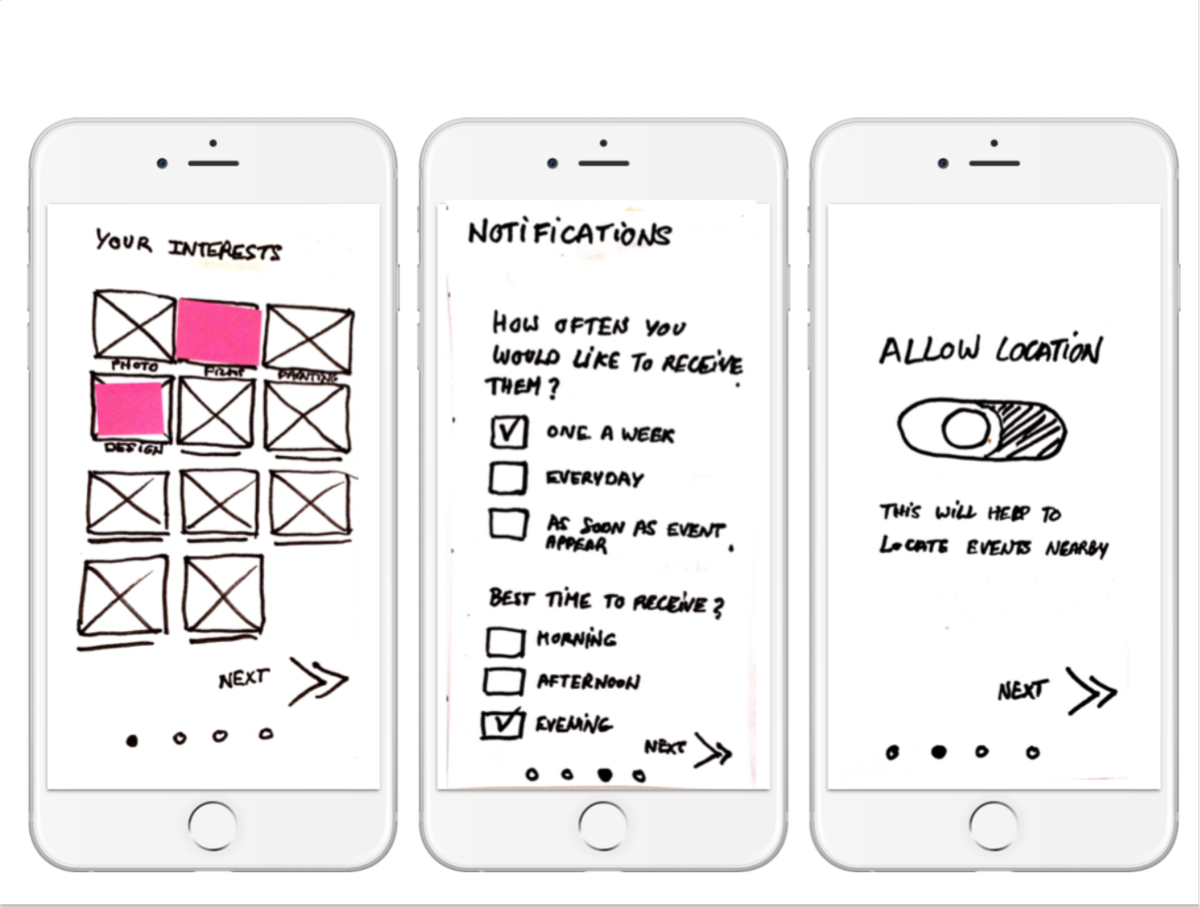 YOUR INTERESTS
PHOTO
FILMS
PAINTING
DESIGN
NEXT
NOTIFICATIONS
HOW OFTEN YOU
WOULD LIKE TO RECEIVE
THEM?
ONE A WEEK
EVERYDAY
AS SOON AS EVENT
APPEAR
BEST TIME TO RECEIVE?
MORNING
AFTERNOON
EVENING
NEXT
ALLOW LOCATION
THIS WILL HELP TO
LOCATE EVENTS NEARBY
NEXT